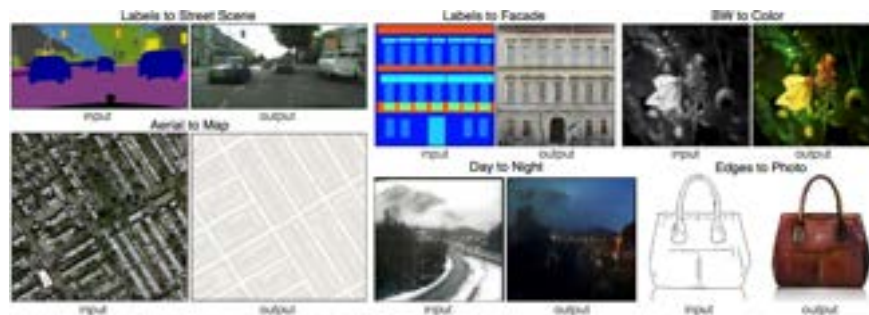 Labels to Street Scene
input
output
Labels to Facade
input
output
BW to Color
input
output
Aerial to Map
input
output
Day to Night
input
output
Edges to Photo
input
output